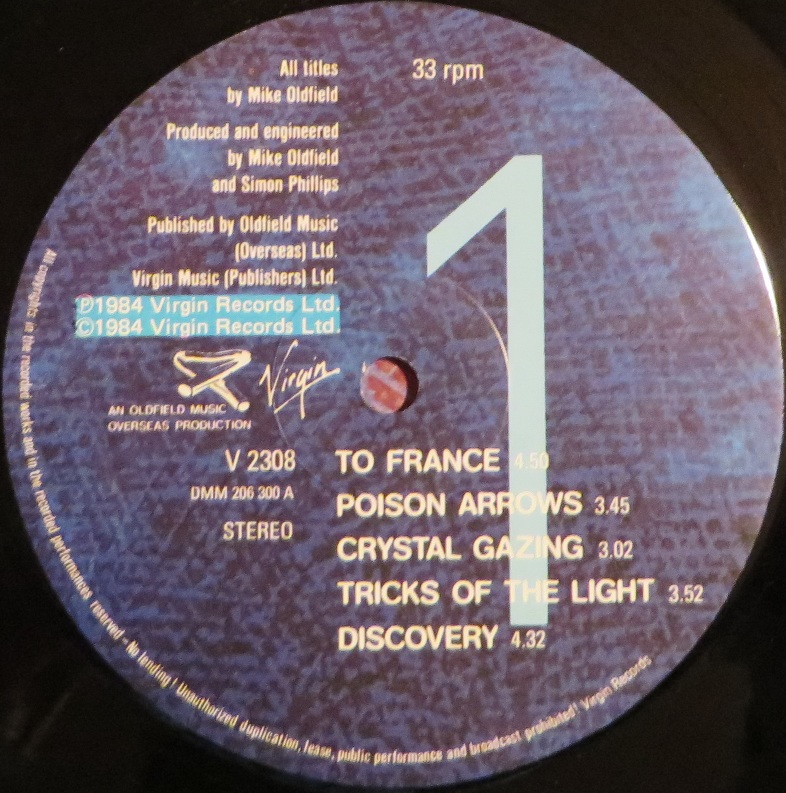 All titles
by Mike Oldfield
Produced and engineered
by Mike Oldfield
and Simon Phillips
Published by Oldfield Music
(Overseas) Ltd.
Virgin Music (Publishers) Ltd.
℗1984 Virgin Records Ltd.
©1984 Virgin Records Ltd.
33 rpm
1
Virgin
AN OLDFIELD MUSIC
OVERSEAS PRODUCTION
V 2308
DMM 206 300 A
STEREO
TO FRANCE 4.50
POISON ARROWS 3.45
CRYSTAL GAZING 3.02
TRICKS OF THE LIGHT 3.52
DISCOVERY 4.32
All copyrights in the recorded works and in the recorded performances reserved – No lending! Unauthorized duplication, lease, public performance and broadcast prohibited! Virgin Records